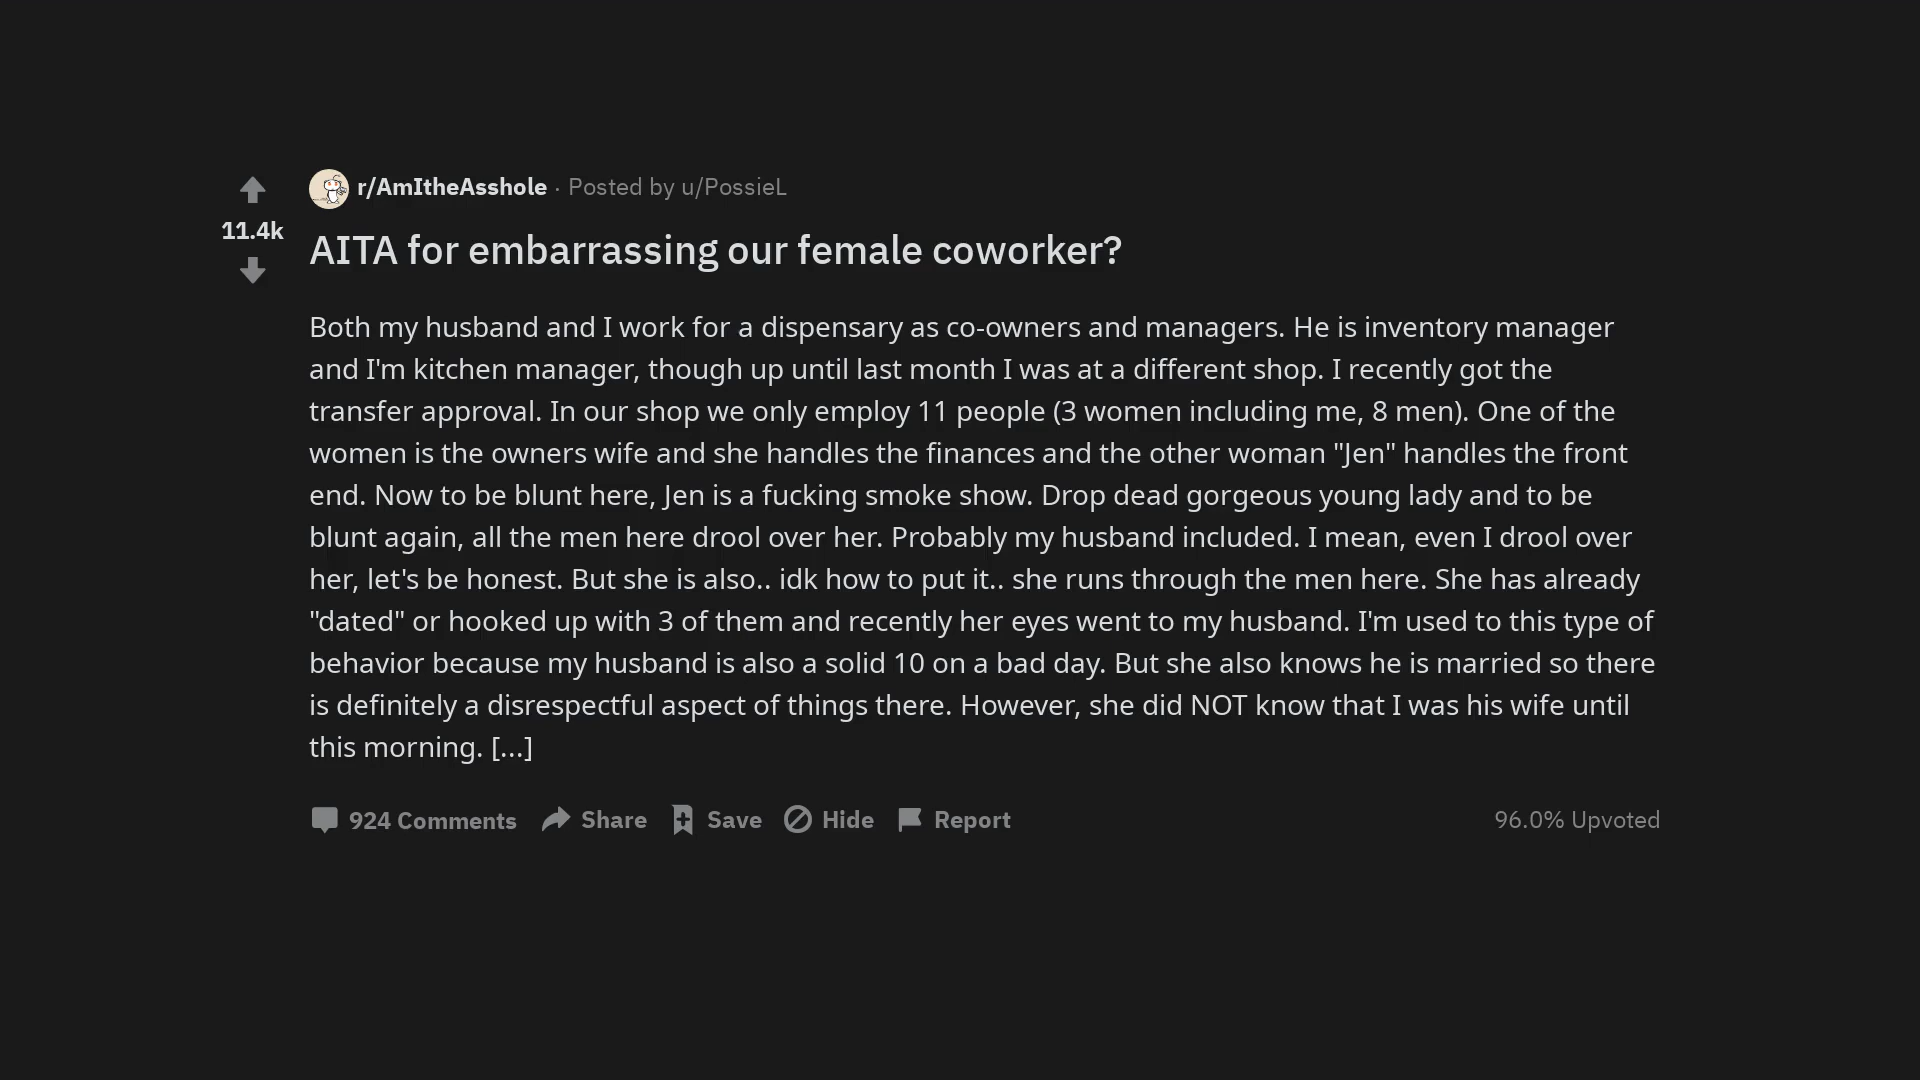 r/AmItheAsshole · Posted by u/PossieL
11.4k
AITA for embarrassing our female coworker?
Both my husband and I work for a dispensary as co-owners and managers. He is inventory manager
and I'm kitchen manager, though up until last month I was at a different shop. I recently got the
transfer approval. In our shop we only employ 11 people (3 women including me, 8 men). One of the
women is the owners wife and she handles the finances and the other woman "Jen" handles the front
end. Now to be blunt here, Jen is a fucking smoke show. Drop dead gorgeous young lady and to be
blunt again, all the men here drool over her. Probably my husband included. I mean, even I drool over
her, let's be honest. But she is also.. idk how to put it.. she runs through the men here. She has already
"dated" or hooked up with 3 of them and recently her eyes went to my husband. I'm used to this type of
behavior because my husband is also a solid 10 on a bad day. But she also knows he is married so there
is definitely a disrespectful aspect of things there. However, she did NOT know that I was his wife until
this morning. [...]
924 Comments Share Save Hide Report 96.0% Upvoted